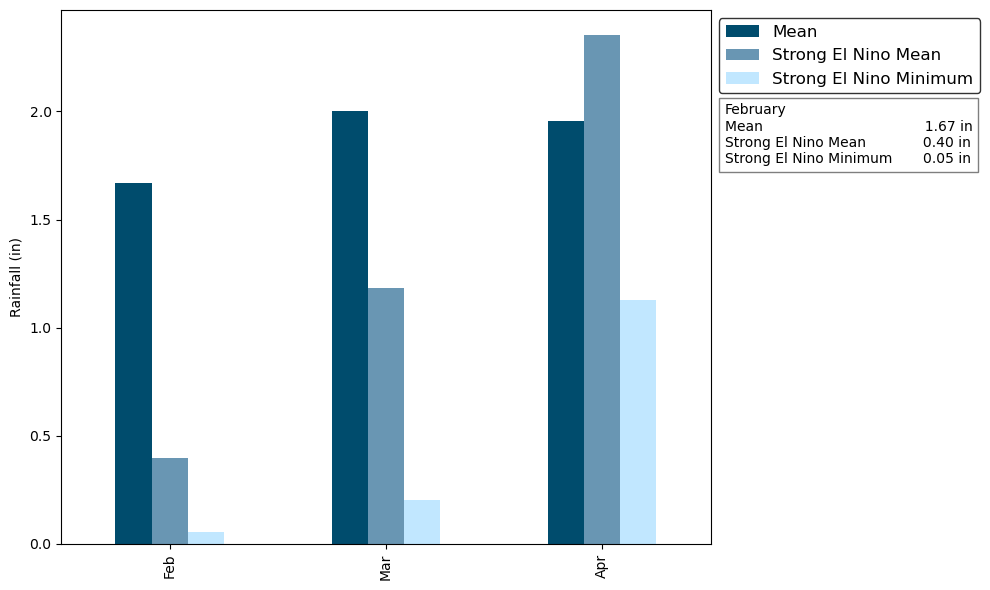 Mean
Strong El Nino Mean
Strong El Nino Minimum
February
Mean 1.67 in
Strong El Nino Mean 0.40 in
Strong El Nino Minimum 0.05 in
Rainfall (in)
2.0
1.5
1.0
0.5
0.0
Feb
Mar
Apr